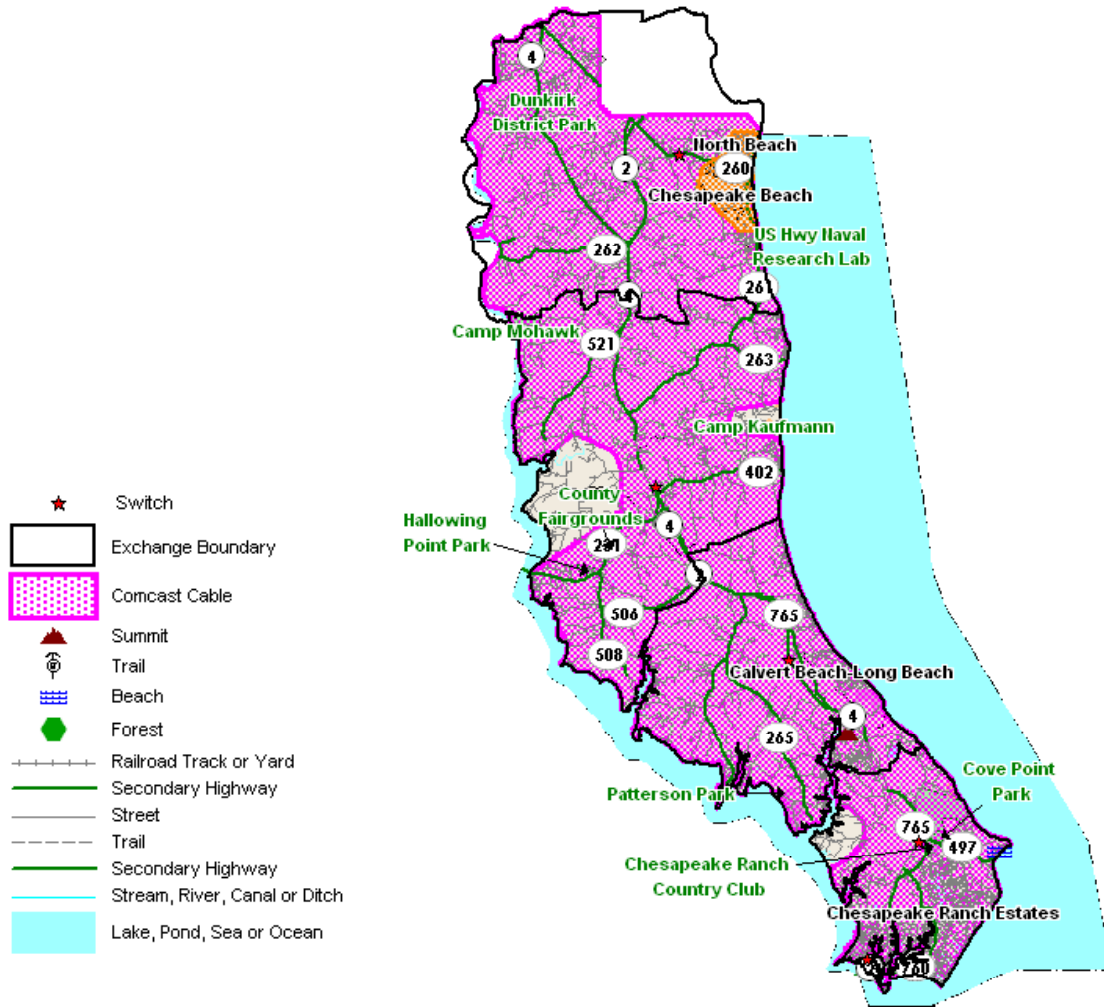 4
Dunkirk
District Park
North Beach
2
260
Chesapeake Beach
US Hwy Naval
Research Lab
262
261
Camp Mohawk
521
263
Camp Kaufmann
402
County
Fairgrounds
Hallowing
Point Park
231
4
506
765
508
Calvert Beach-Long Beach
4
265
Cove Point
Park
Patterson Park
765
497
Chesapeake Ranch
Country Club
Chesapeake Ranch Estates
760
Switch
Exchange Boundary
Comcast Cable
Summit
Trail
Beach
Forest
Railroad Track or Yard
Secondary Highway
Street
Trail
Secondary Highway
Stream, River, Canal or Ditch
Lake, Pond, Sea or Ocean